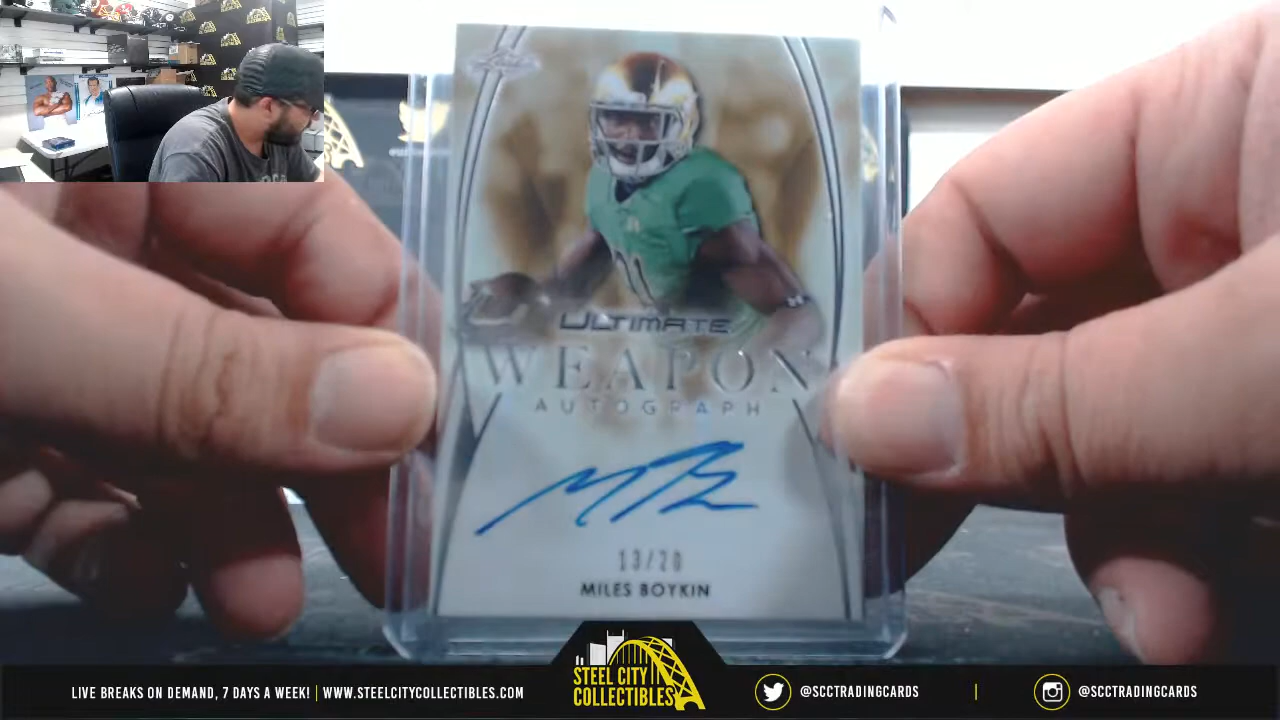 ULTIMATE
WEAPON
AUTOGRAPH
13/20
MILES BOYKIN
STEEL CITY
COLLECTIBLES
LIVE BREAKS ON DEMAND, 7 DAYS A WEEK! | WWW.STEELCITYCOLLECTIBLES.COM
@SCCTRADINGCARDS | @SCCTRADINGCARDS